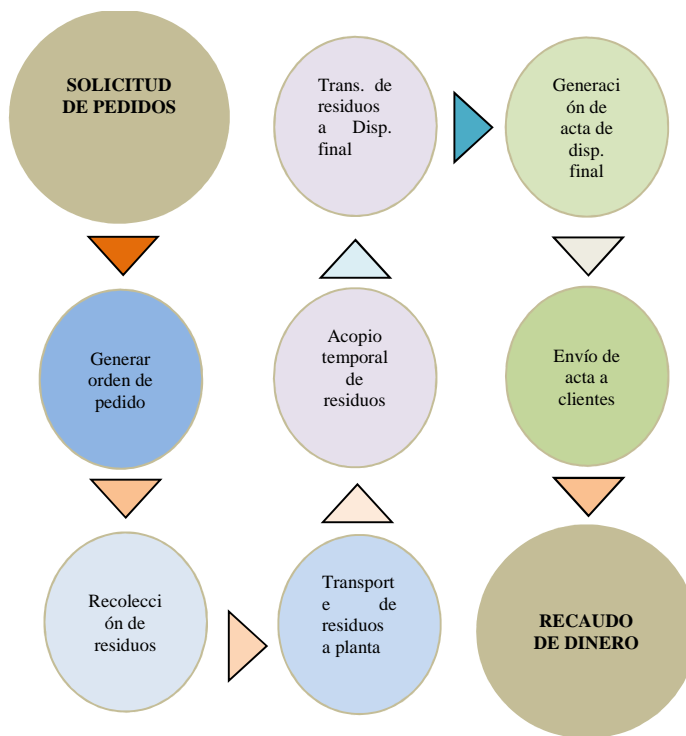 SOLICITUD
DE PEDIDOS
Generar
orden de
pedido
Recolecci
ón de
residuos
Transport
e de
residuos
a planta
Acopio
temporal
de
residuos
Trans. de
residuos
a Disp.
final
Generaci
ón de
acta de
disp.
final
Envío de
acta a
clientes
RECAUDO
DE DINERO